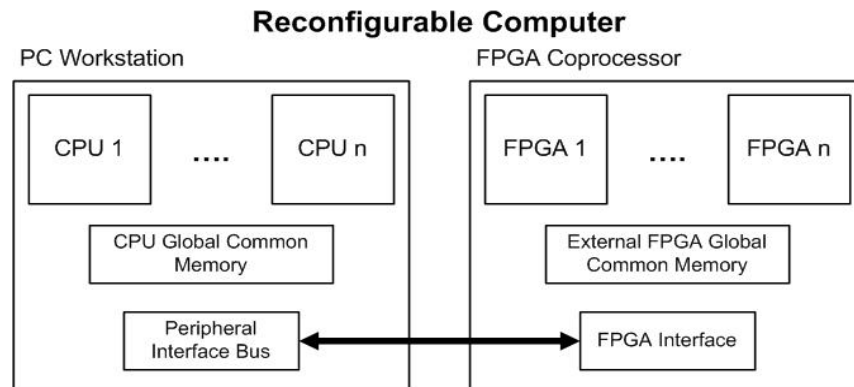 Reconfigurable Computer
PC Workstation
FPGA Coprocessor
CPU 1
....
CPU n
FPGA 1
....
FPGA n
CPU Global Common
Memory
External FPGA Global
Common Memory
Peripheral
Interface Bus
FPGA Interface